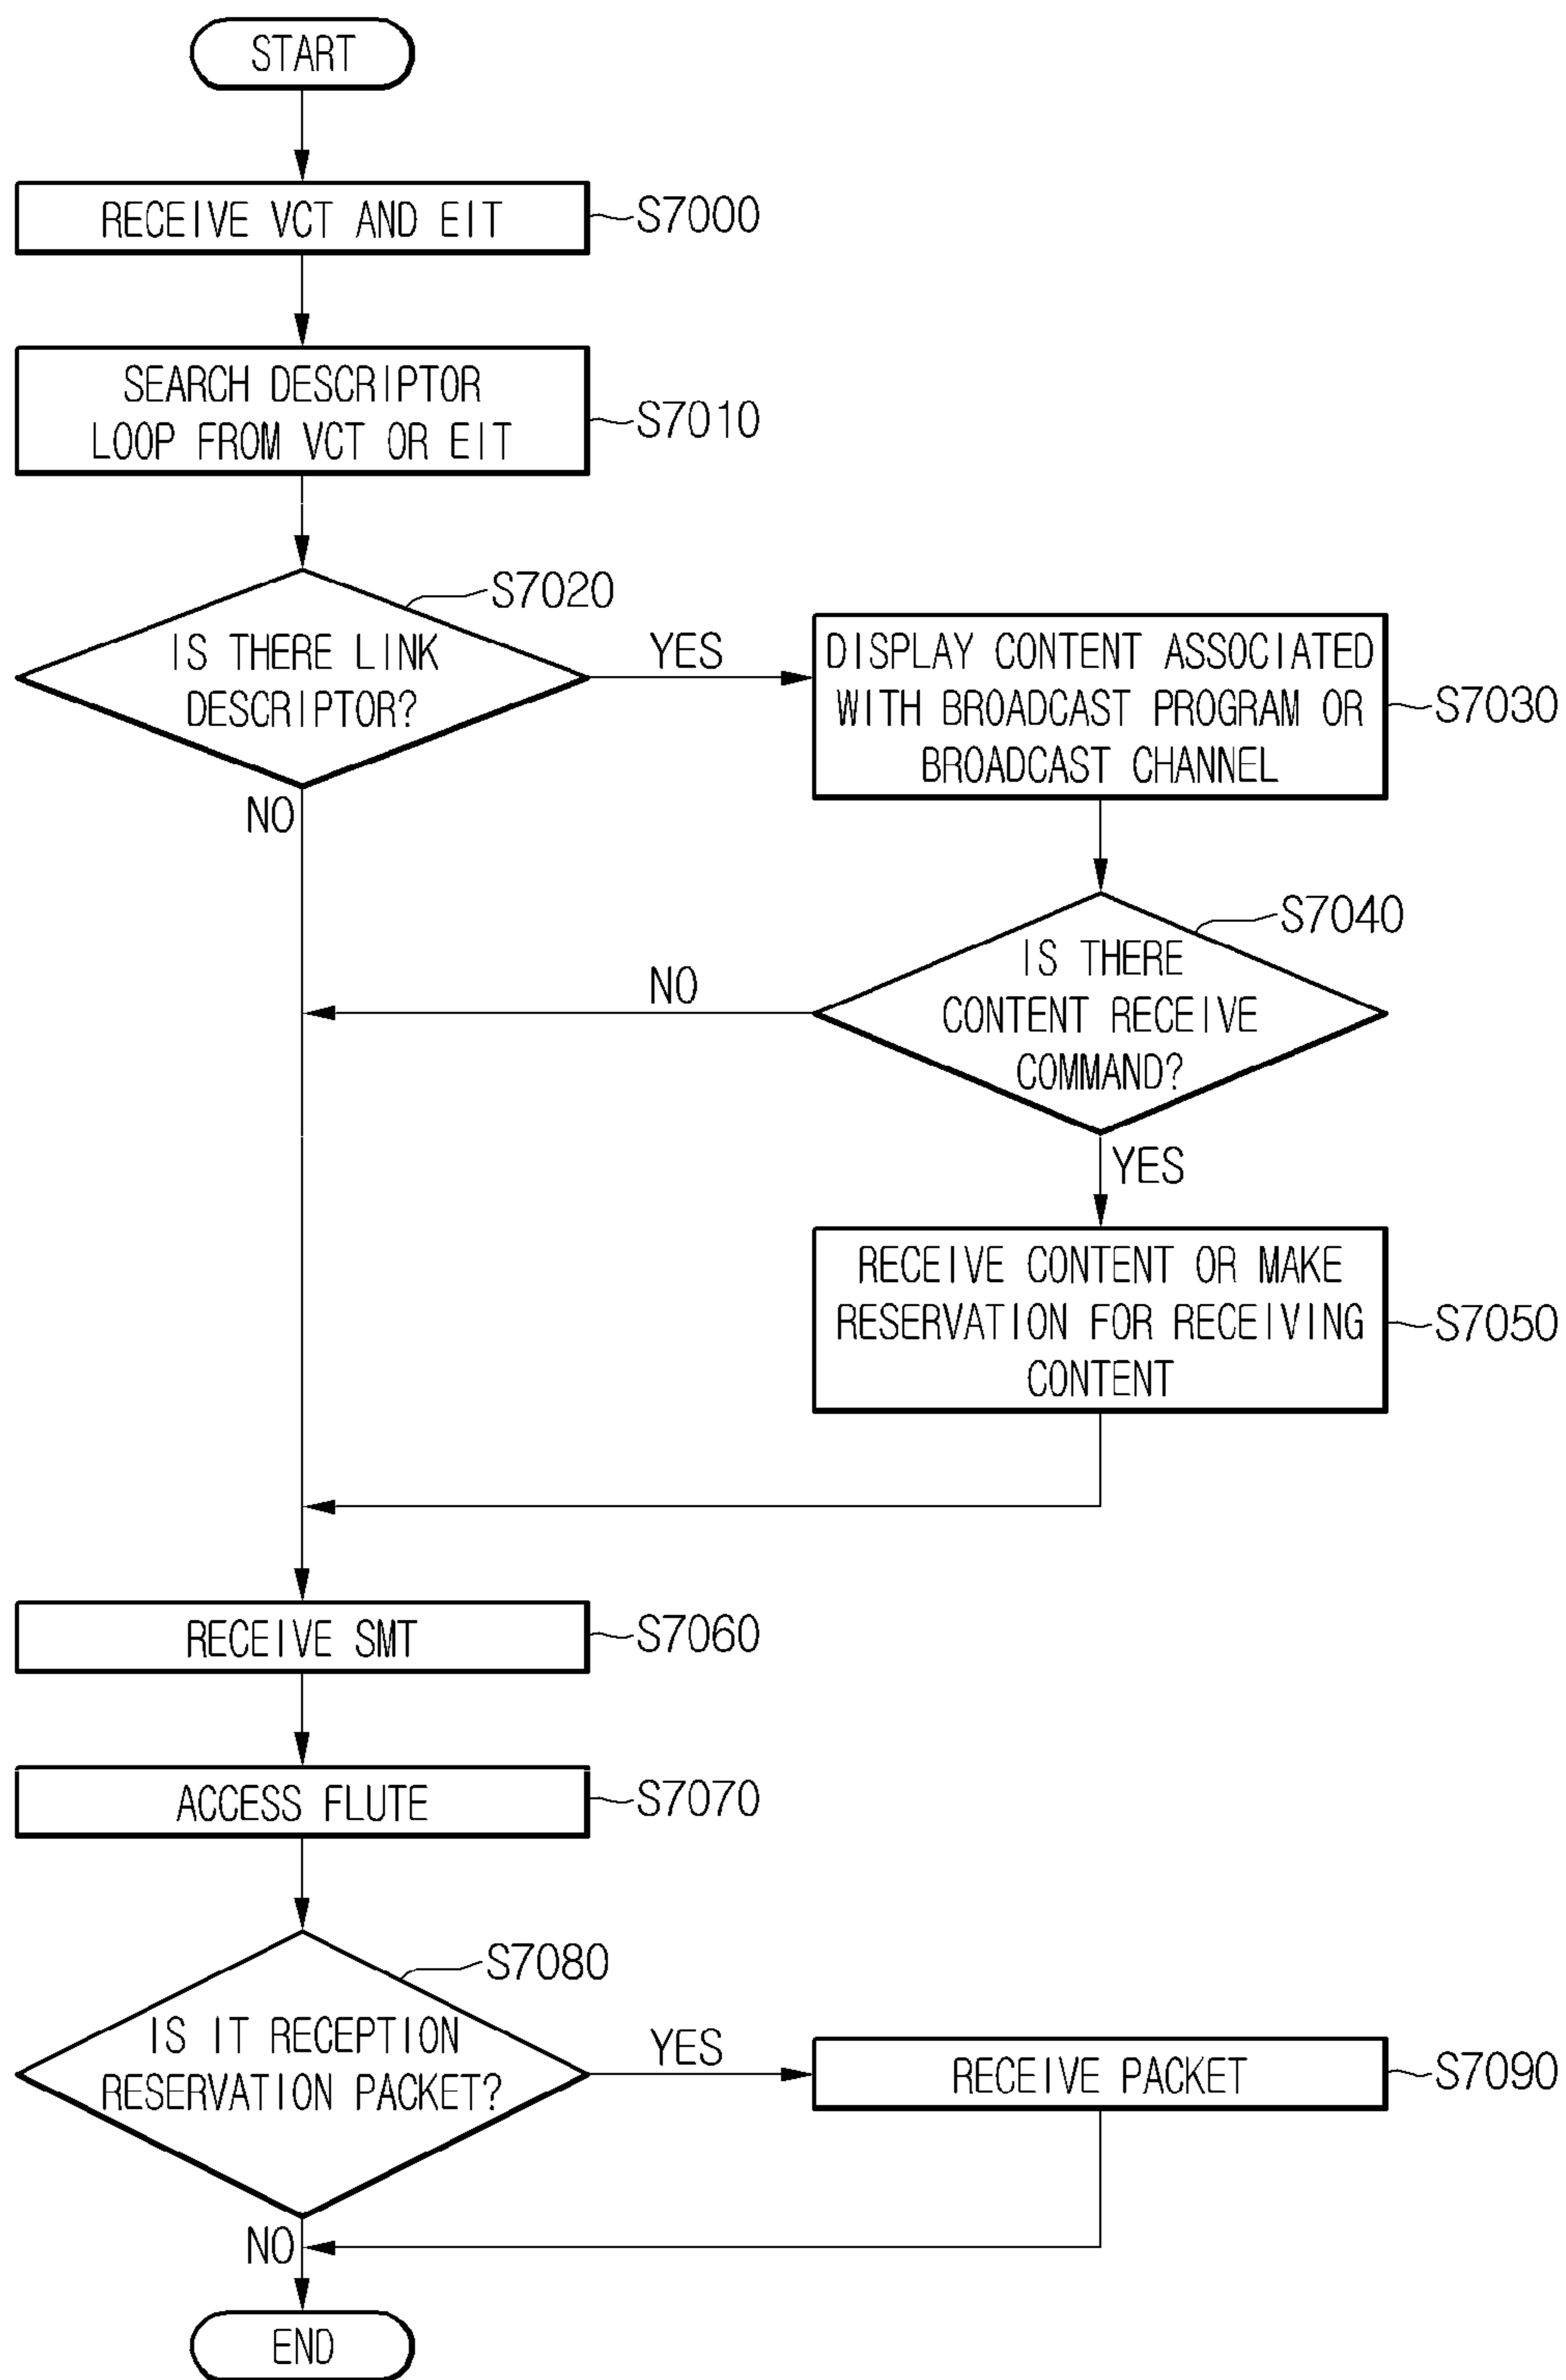 START
RECEIVE VCT AND EIT
S7000
SEARCH DESCRIPTOR
LOOP FROM VCT OR EIT
S7010
S7020
IS THERE LINK
DESCRIPTOR?
YES
NO
DISPLAY CONTENT ASSOCIATED
WITH BROADCAST PROGRAM OR
BROADCAST CHANNEL
S7030
S7040
IS THERE
CONTENT RECEIVE
COMMAND?
NO
YES
RECEIVE CONTENT OR MAKE
RESERVATION FOR RECEIVING
CONTENT
S7050
RECEIVE SMT
S7060
ACCESS FLUTE
S7070
S7080
IS IT RECEPTION
RESERVATION PACKET?
YES
RECEIVE PACKET
S7090
NO
END